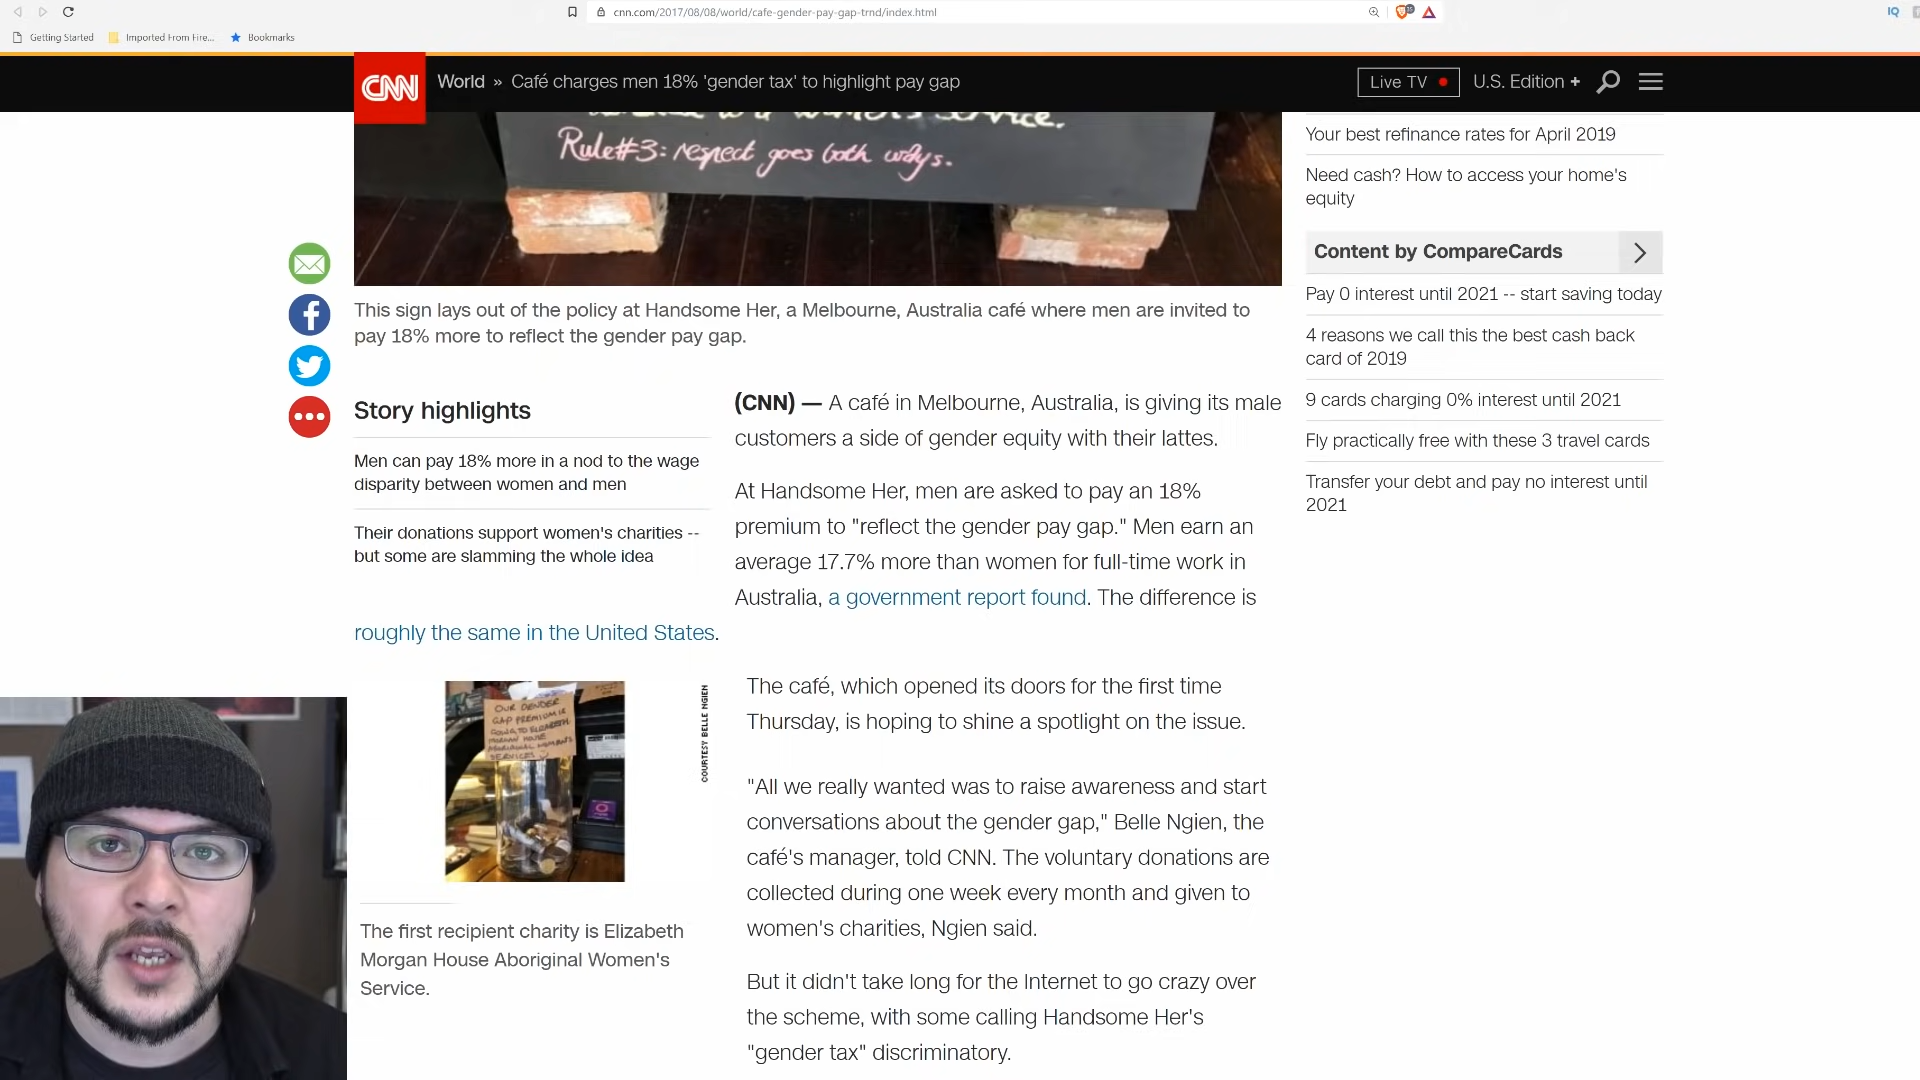 cnn.com/2017/08/08/world/cafe-gender-pay-gap-trnd/index.html
IQ
Getting Started
Imported From Fire...
Bookmarks
CNN
World » Café charges men 18% 'gender tax' to highlight pay gap
Live TV
U.S. Edition +
service.
Rule#3: respect goes both ways.
This sign lays out of the policy at Handsome Her, a Melbourne, Australia café where men are invited to
pay 18% more to reflect the gender pay gap.
Story highlights
Men can pay 18% more in a nod to the wage
disparity between women and men
Their donations support women's charities --
but some are slamming the whole idea
(CNN) — A café in Melbourne, Australia, is giving its male
customers a side of gender equity with their lattes.
At Handsome Her, men are asked to pay an 18%
premium to "reflect the gender pay gap." Men earn an
average 17.7% more than women for full-time work in
Australia, a government report found. The difference is
roughly the same in the United States.
OUR GENDER
GAP PREMIUM IS
GOING TO ELIZABETH
MORGAN HOUSE
ABORIGINAL WOMEN'S
SERVICES
COURTESY BELLE NGIEN
The first recipient charity is Elizabeth
Morgan House Aboriginal Women's
Service.
The café, which opened its doors for the first time
Thursday, is hoping to shine a spotlight on the issue.
"All we really wanted was to raise awareness and start
conversations about the gender gap," Belle Ngien, the
café's manager, told CNN. The voluntary donations are
collected during one week every month and given to
women's charities, Ngien said.
But it didn't take long for the Internet to go crazy over
the scheme, with some calling Handsome Her's
"gender tax" discriminatory.
Your best refinance rates for April 2019
Need cash? How to access your home's
equity
Content by CompareCards
Pay 0 interest until 2021 -- start saving today
4 reasons we call this the best cash back
card of 2019
9 cards charging 0% interest until 2021
Fly practically free with these 3 travel cards
Transfer your debt and pay no interest until
2021